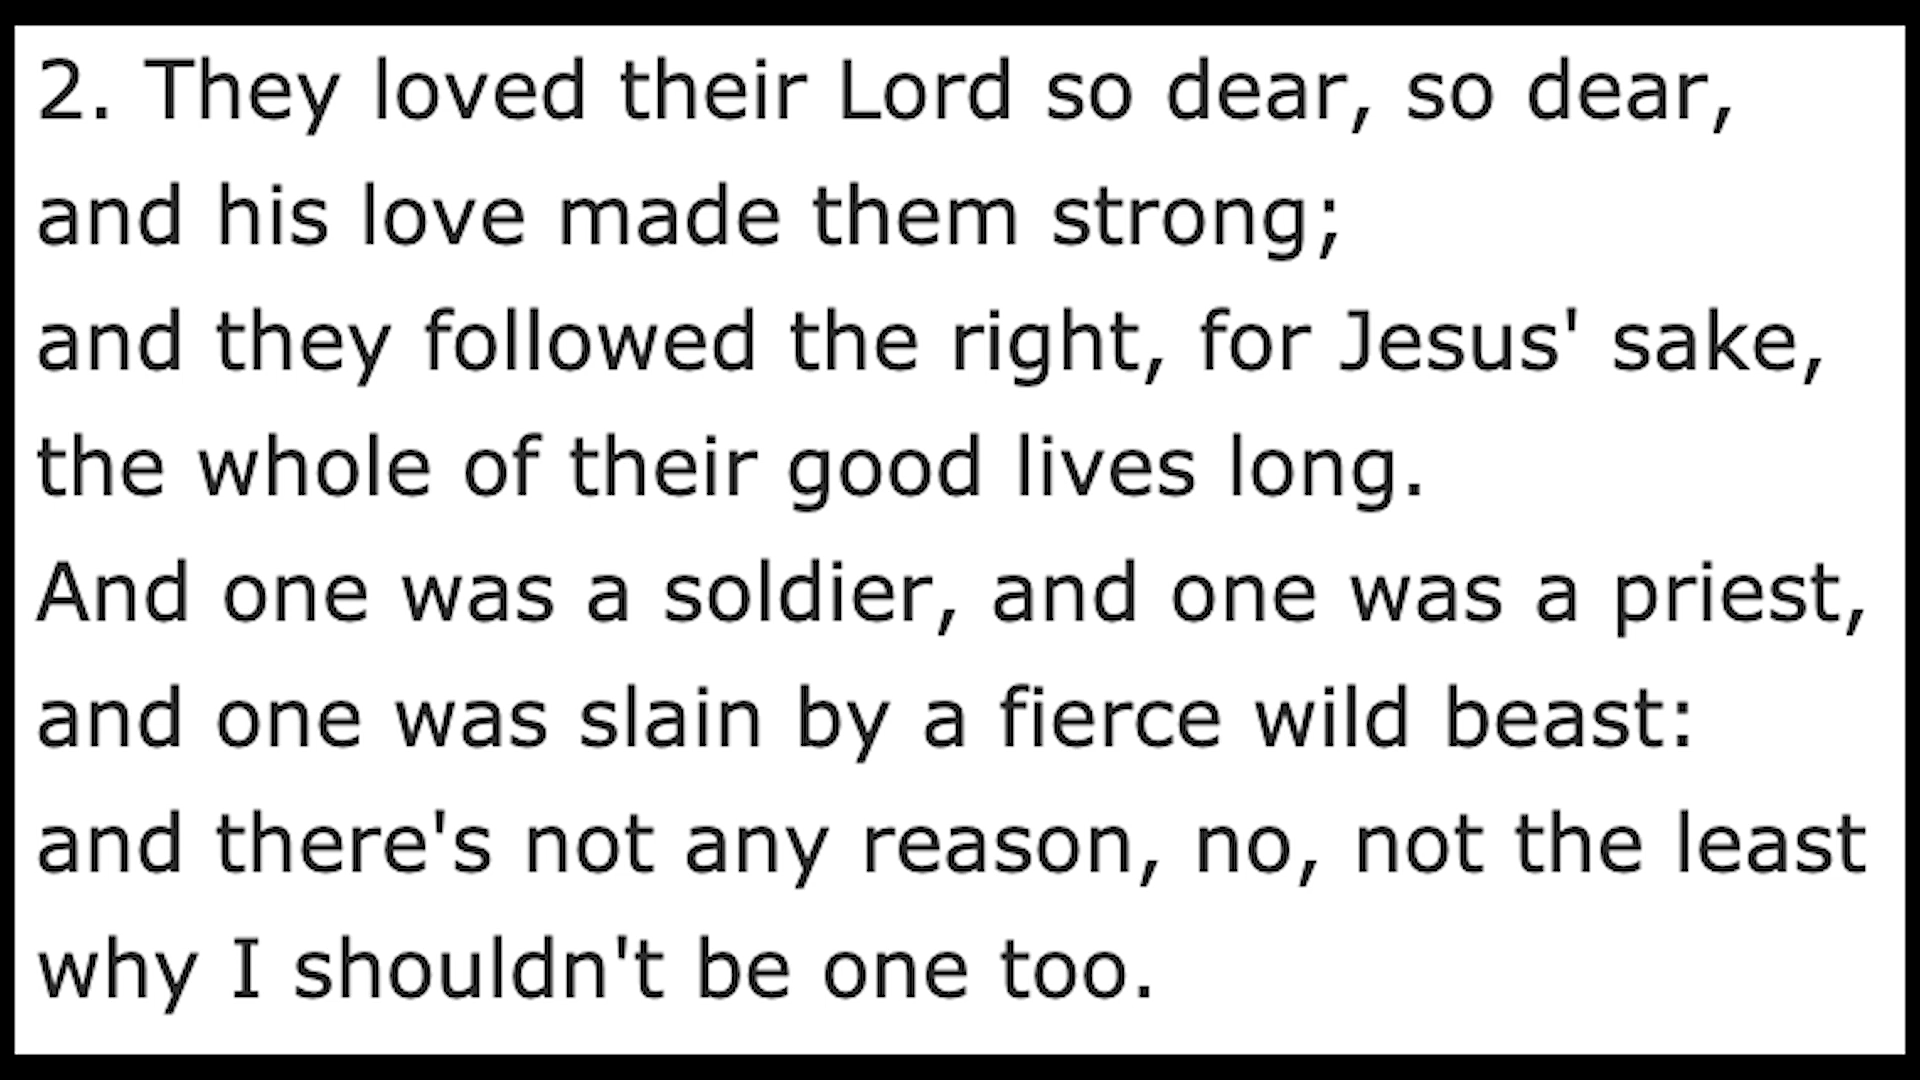 2. They loved their Lord so dear, so dear,
and his love made them strong;
and they followed the right, for Jesus' sake,
the whole of their good lives long.
And one was a soldier, and one was a priest,
and one was slain by a fierce wild beast:
and there's not any reason, no, not the least
why I shouldn't be one too.